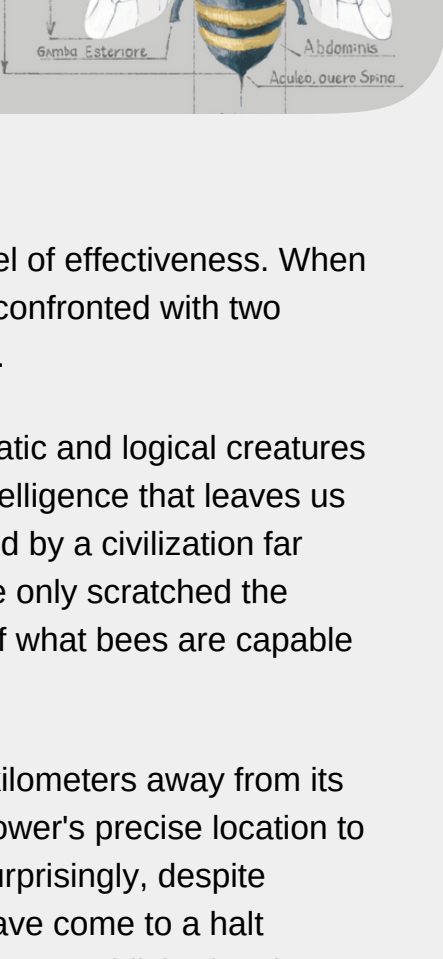 Gamba Esteriore
Abdominis
Aculeo, ouero Spina
el of effectiveness. When
confronted with two
.
atic and logical creatures
telligence that leaves us
d by a civilization far
e only scratched the
f what bees are capable
kilometers away from its
ower's precise location to
urprisingly, despite
ave come to a halt